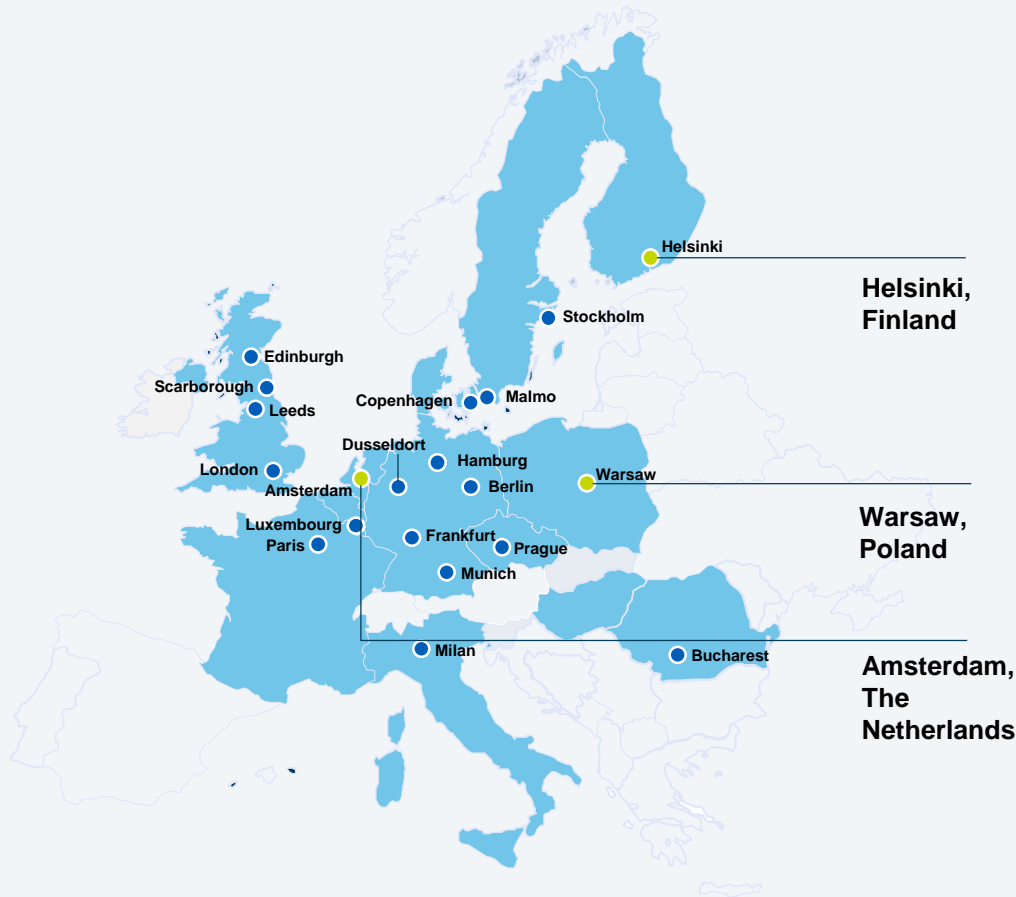 Helsinki
Helsinki,
Finland
Stockholm
Edinburgh
Scarborough
Leeds
Copenhagen
Malmo
Dusseldort
Hamburg
London
Amsterdam
Berlin
Warsaw
Warsaw,
Poland
Luxembourg
Paris
Frankfurt
Prague
Munich
Milan
Bucharest
Amsterdam,
The
Netherlands